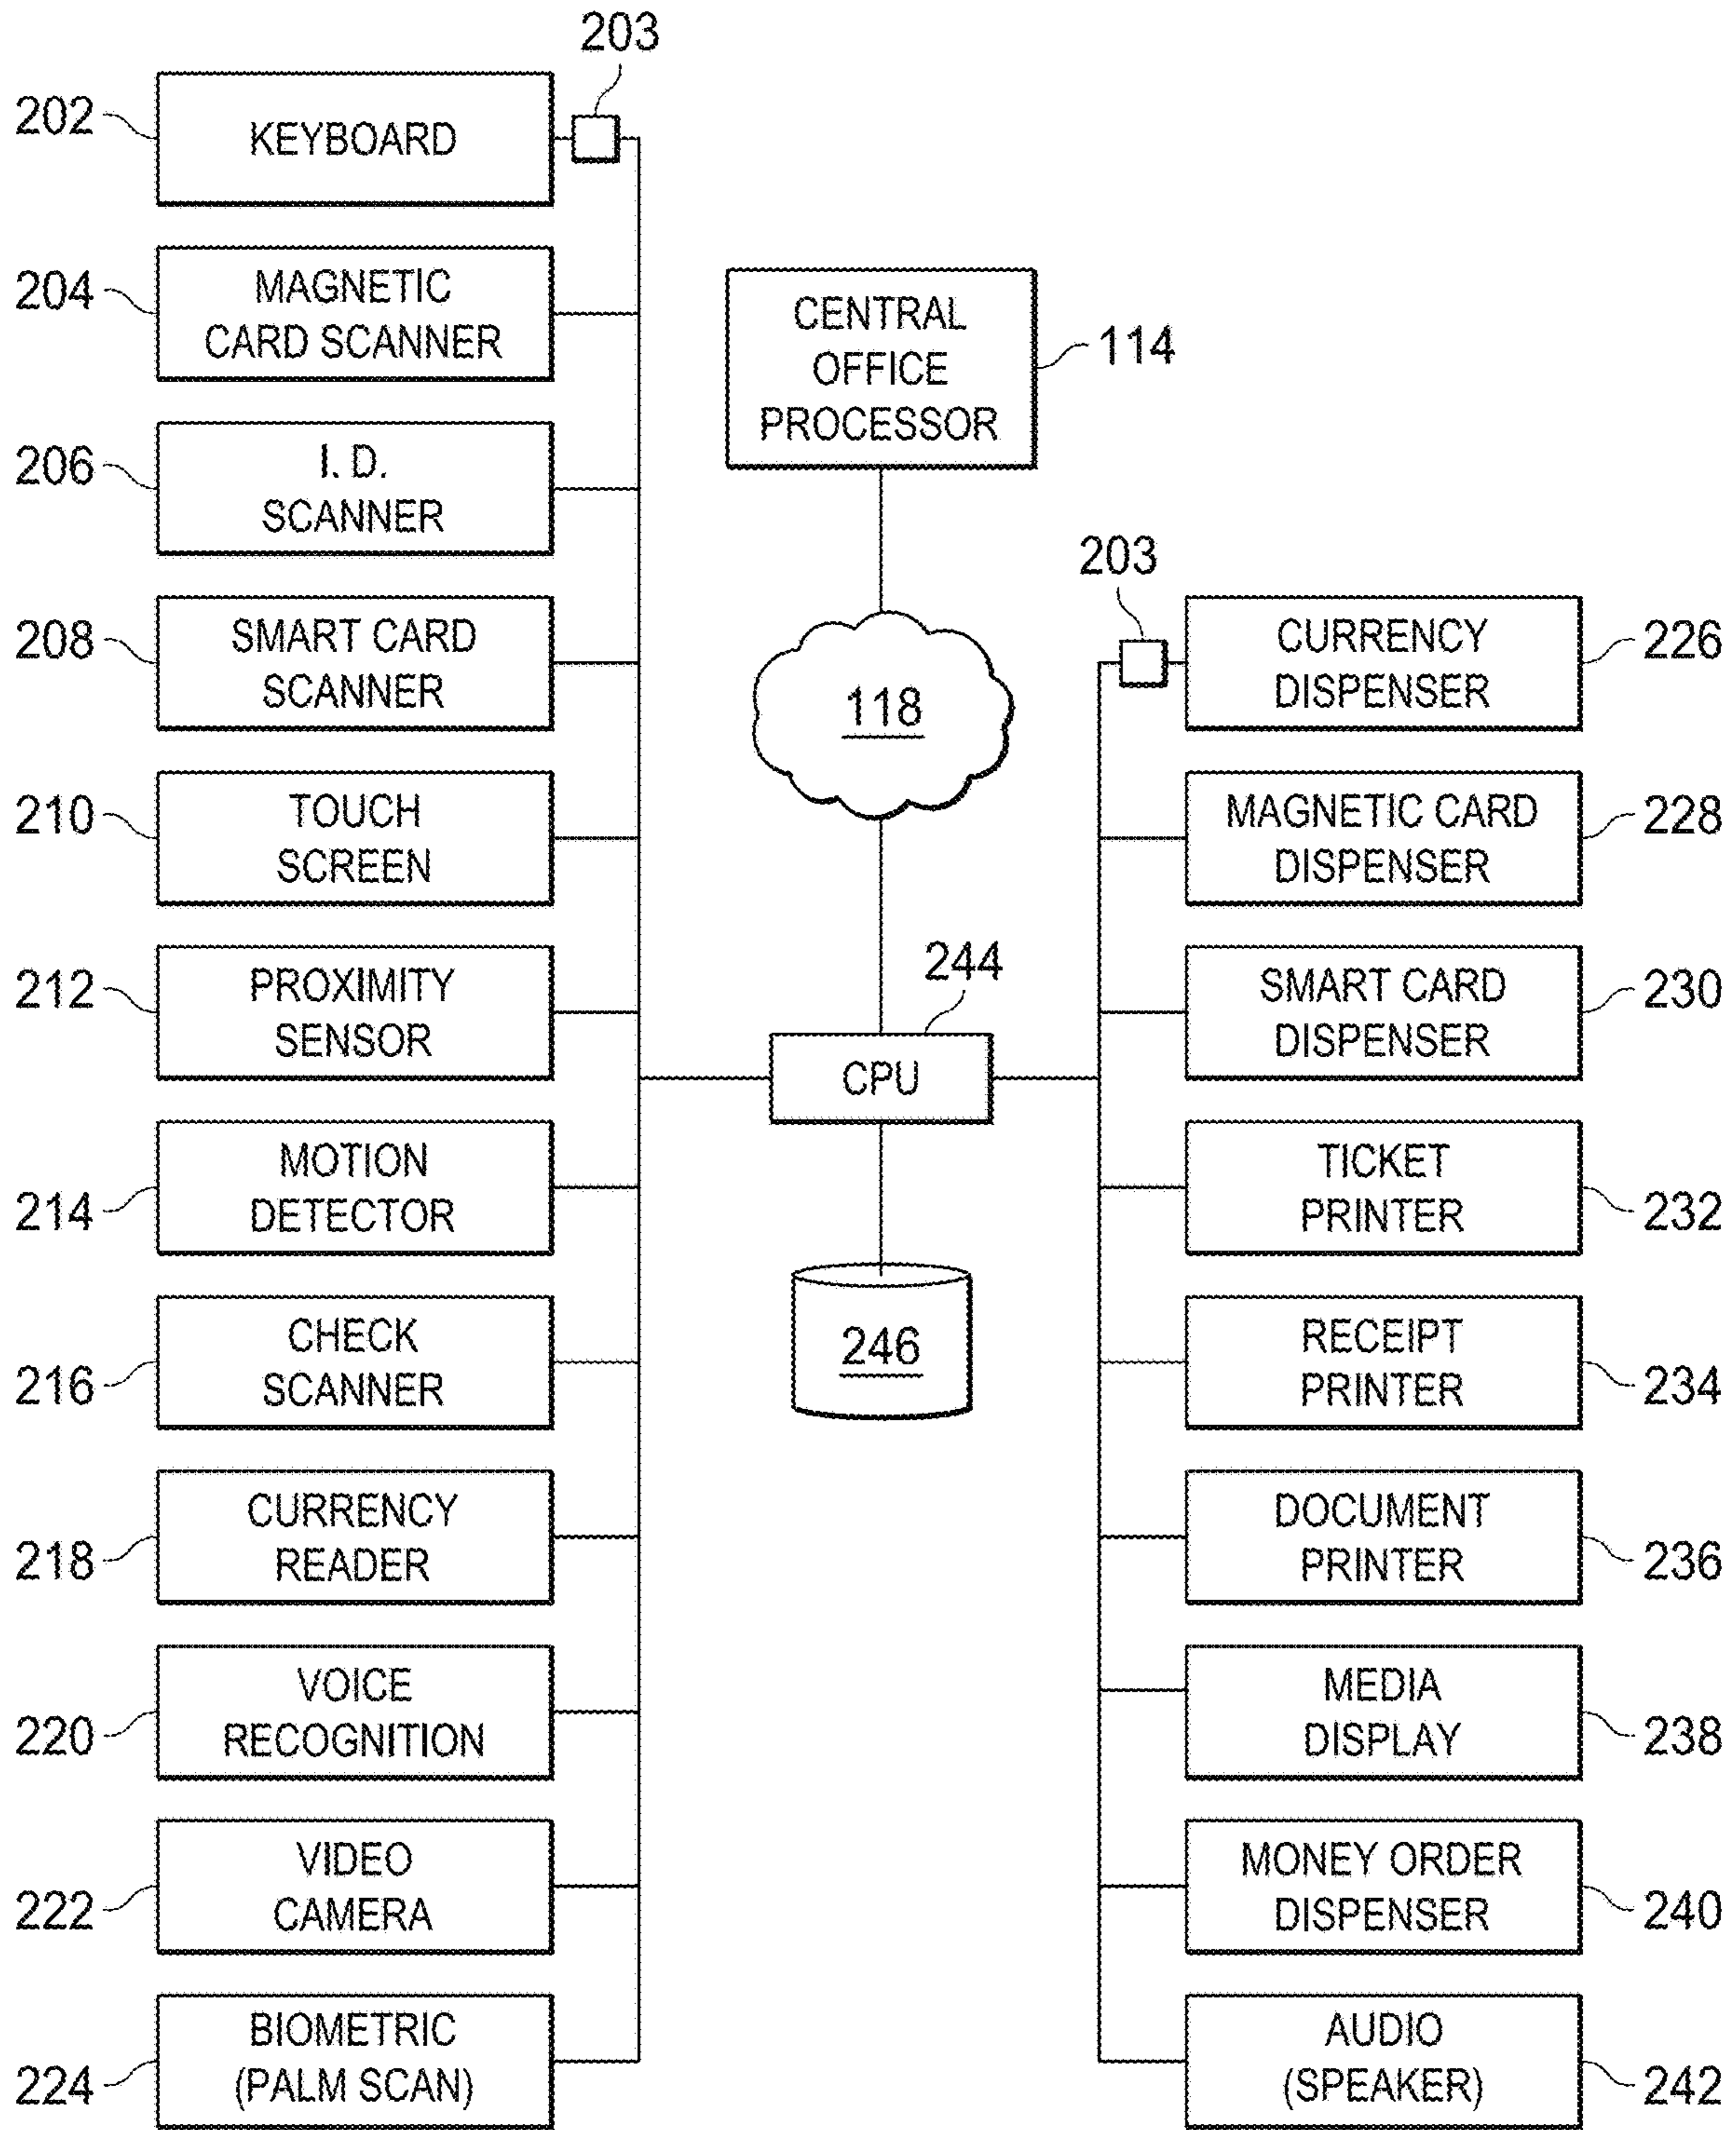 203
202
KEYBOARD
204
MAGNETIC
CARD SCANNER
CENTRAL
OFFICE
PROCESSOR
114
206
I. D.
SCANNER
203
208
SMART CARD
SCANNER
118
CURRENCY
DISPENSER
226
210
TOUCH
SCREEN
MAGNETIC CARD
DISPENSER
228
212
PROXIMITY
SENSOR
244
CPU
SMART CARD
DISPENSER
230
214
MOTION
DETECTOR
TICKET
PRINTER
232
216
CHECK
SCANNER
246
RECEIPT
PRINTER
234
218
CURRENCY
READER
DOCUMENT
PRINTER
236
220
VOICE
RECOGNITION
MEDIA
DISPLAY
238
222
VIDEO
CAMERA
MONEY ORDER
DISPENSER
240
224
BIOMETRIC
(PALM SCAN)
AUDIO
(SPEAKER)
242